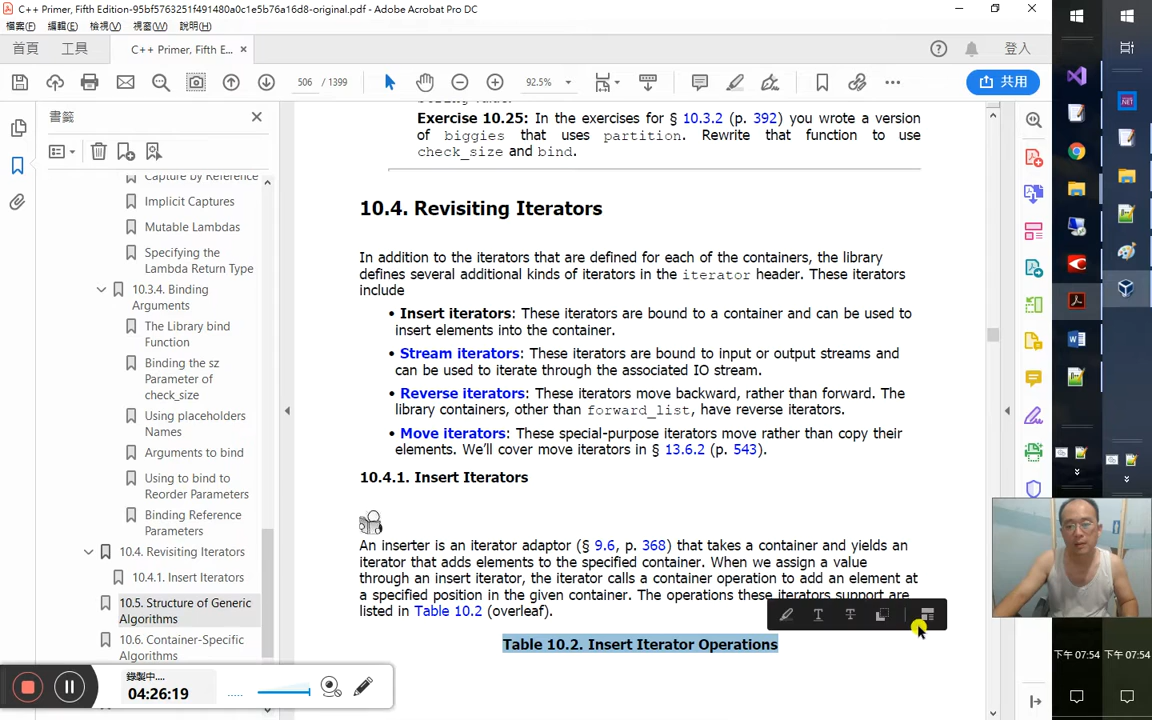 C++ Primer, Fifth Edition-95bf5763251f471489480a0c1e5b76a16d8-original.pdf - Adobe Acrobat Pro DC
檔案(F) 編輯(E) 檢視(V) 視窗(W) 說明(H)
首頁 工具 C++ Primer, Fifth E... × 登入
506 / 1399 92.5% 共用
書籤
Capture by Reference
Implicit Captures
Mutable Lambdas
Specifying the
Lambda Return Type
10.3.4. Binding
Arguments
The Library bind
Function
Binding the sz
Parameter of
check_size
Using placeholders
Names
Arguments to bind
Using to bind to
Reorder Parameters
Binding Reference
Parameters
10.4. Revisiting Iterators
10.4.1. Insert Iterators
10.5. Structure of Generic
Algorithms
10.6. Container-Specific
Algorithms
Exercise 10.25: In the exercises for § 10.3.2 (p. 392) you wrote a version
of biggies that uses partition. Rewrite that function to use
check_size and bind.
10.4. Revisiting Iterators
In addition to the iterators that are defined for each of the containers, the library
defines several additional kinds of iterators in the iterator header. These iterators
include
• Insert iterators: These iterators are bound to a container and can be used to
insert elements into the container.
• Stream iterators: These iterators are bound to input or output streams and
can be used to iterate through the associated IO stream.
• Reverse iterators: These iterators move backward, rather than forward. The
library containers, other than forward_list, have reverse iterators.
• Move iterators: These special-purpose iterators move rather than copy their
elements. We’ll cover move iterators in § 13.6.2 (p. 543).
10.4.1. Insert Iterators
An inserter is an iterator adaptor (§ 9.6, p. 368) that takes a container and yields an
iterator that adds elements to the specified container. When we assign a value
through an insert iterator, the iterator calls a container operation to add an element at
a specified position in the given container. The operations these iterators support are
listed in Table 10.2 (overleaf).
Table 10.2. Insert Iterator Operations
錄製中....
04:26:19
下午 07:54 下午 07:54